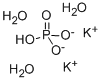 H₂O
O
H₂O
HO P O⁻ K⁺
O⁻
H₂O K⁺